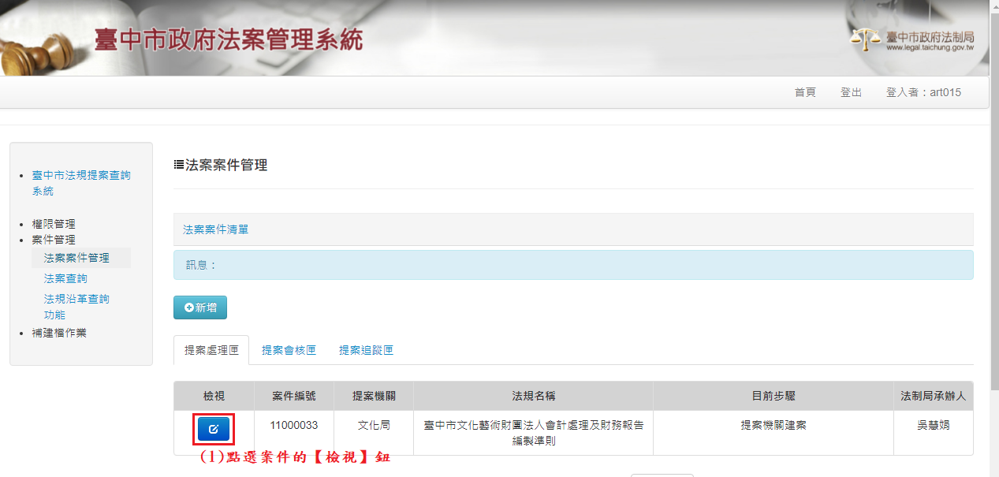 臺中市政府法案管理系統
臺中市政府法制局
www.legal.taichung.gov.tw
首頁 登出 登入者：art015
臺中市法規提案查詢
系統
權限管理
案件管理
法案案件管理
法案查詢
法規沿革查詢
功能
補建檔作業
法案案件管理
法案案件清單
訊息：
新增
提案處理匣 提案會核匣 提案追蹤匣
檢視 案件編號 提案機關 法規名稱 目前步驟 法制局承辦人
11000033 文化局 臺中市文化藝術財團法人會計處理及財務報告 提案機關建案 吳慧娟
編製準則
(1)點選案件的【檢視】鈕